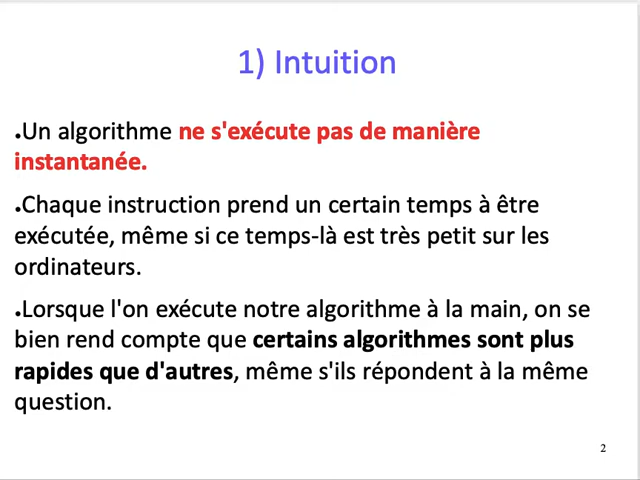 1) Intuition
●Un algorithme ne s'exécute pas de manière
instantanée.
●Chaque instruction prend un certain temps à être
exécutée, même si ce temps-là est très petit sur les
ordinateurs.
●Lorsque l'on exécute notre algorithme à la main, on se
bien rend compte que certains algorithmes sont plus
rapides que d'autres, même s'ils répondent à la même
question.
2